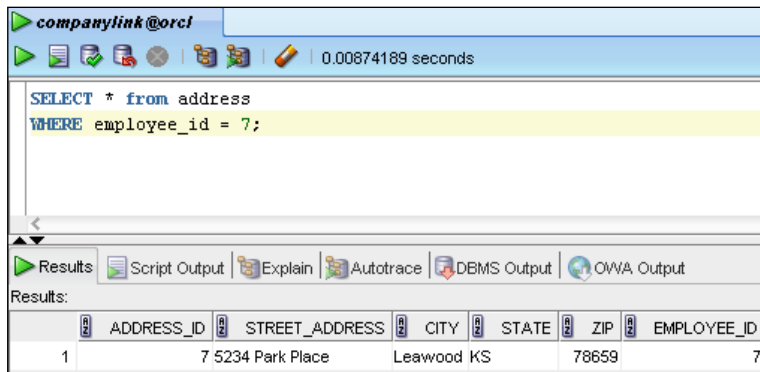 companylink@orcl
0.00874189 seconds
SELECT * from address
WHERE employee_id = 7;
Results Script Output Explain Autotrace DBMS Output OWA Output
Results:
ADDRESS_ID STREET_ADDRESS CITY STATE ZIP EMPLOYEE_ID
1 7 5234 Park Place Leawood KS 78659 7